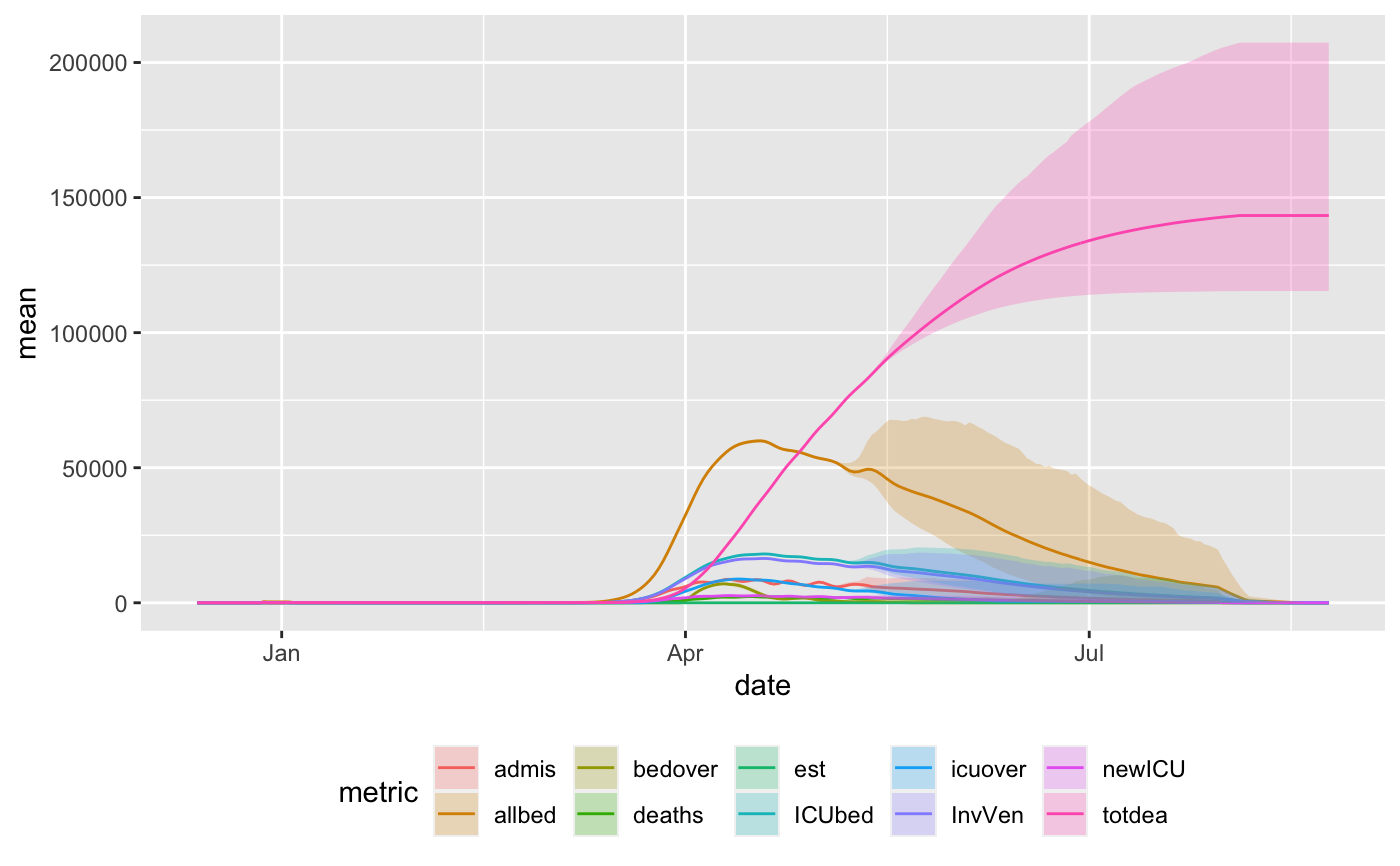 200000
150000
100000
50000
0
mean
Jan Apr Jul
date
metric
admis bedover est icuover newICU
allbed deaths ICUbed InvVen totdea